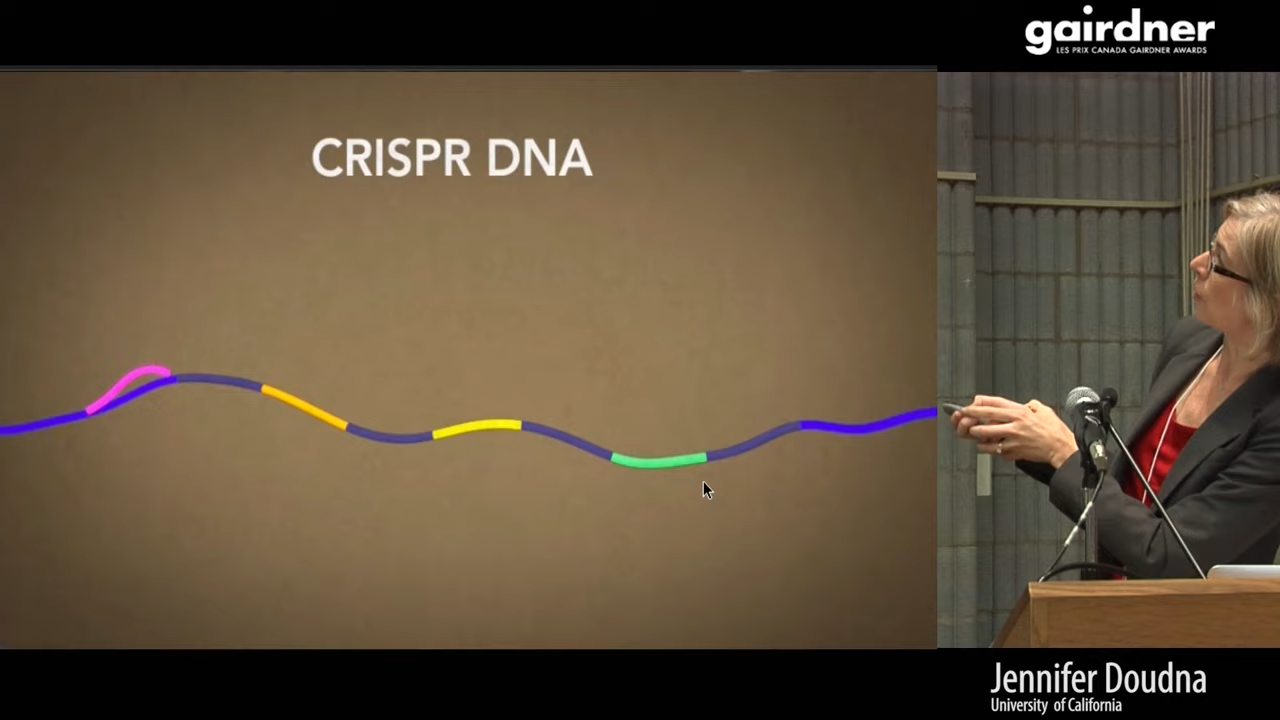 gairdner
LES PRIX CANADA GAIRDNER AWARDS
CRISPR DNA
Jennifer Doudna
University of California